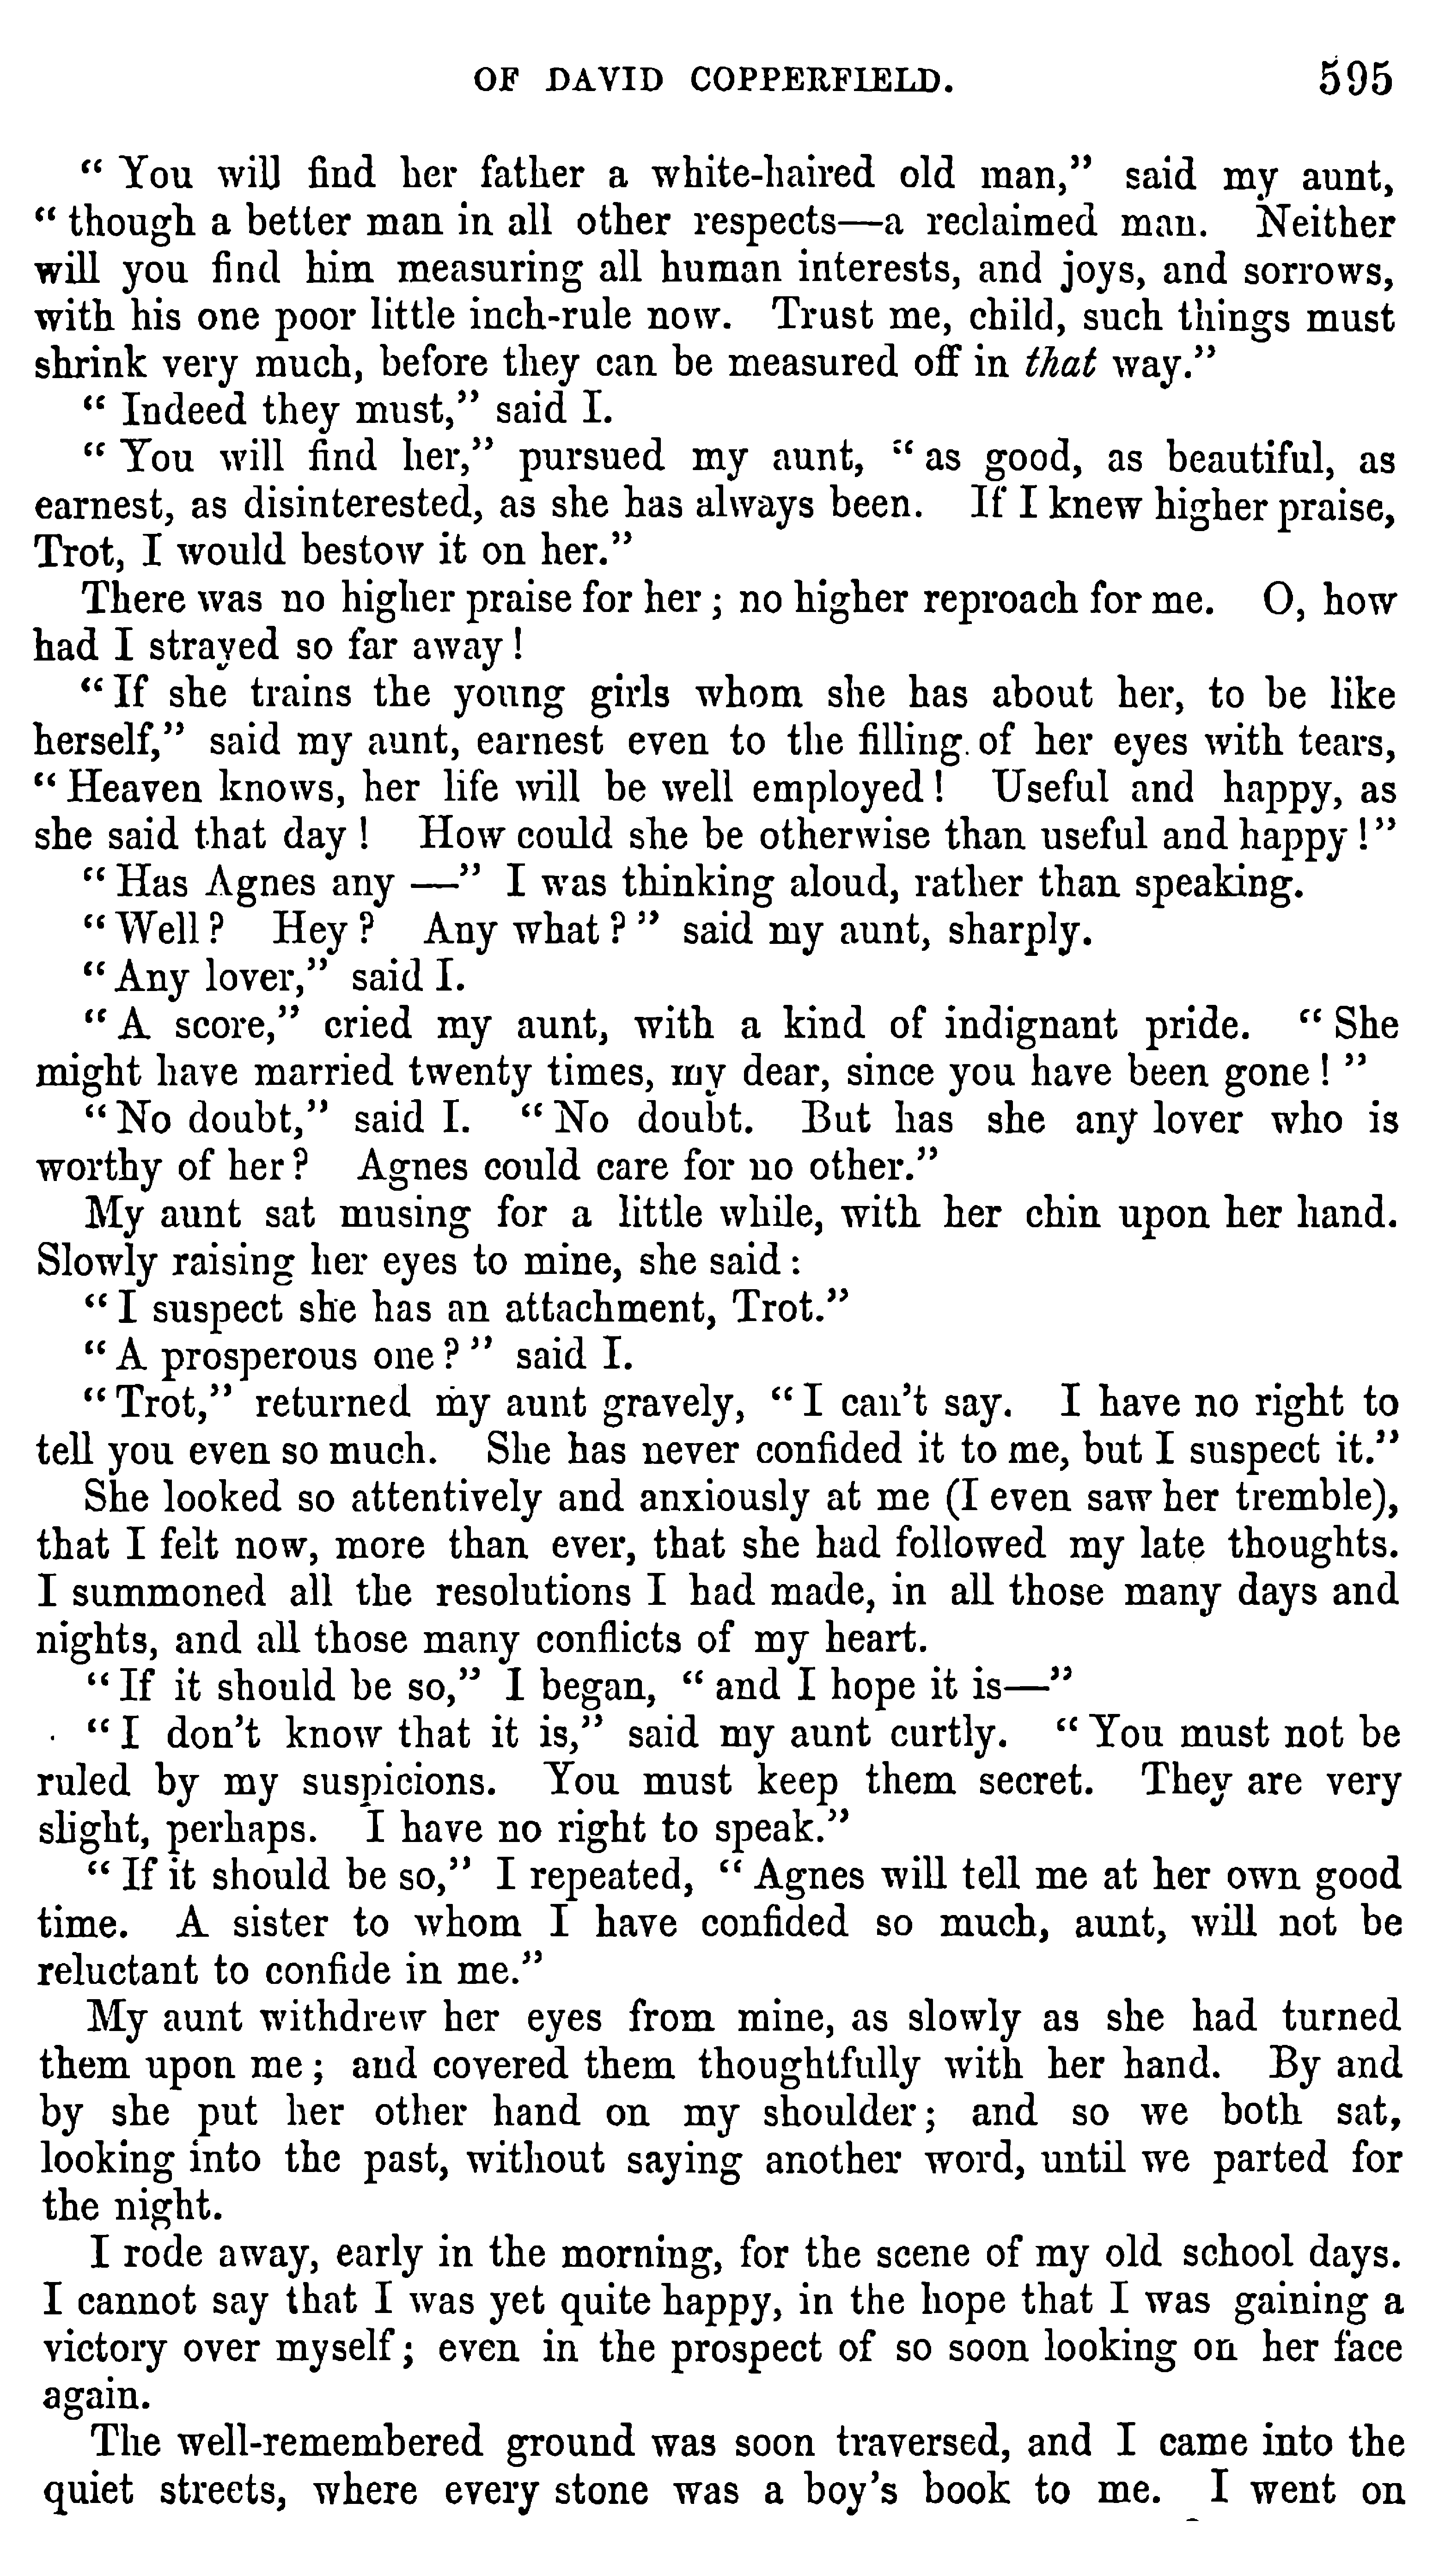 OF DAVID COPPERFIELD. 595
“ You will find her father a white-haired old man,” said my aunt,
“ though a better man in all other respects—a reclaimed man. Neither
will you find him measuring all human interests, and joys, and sorrows,
with his one poor little inch-rule now. Trust me, child, such things must
shrink very much, before they can be measured off in that way.”
“ Indeed they must,” said I.
“ You will find her,” pursued my aunt, “ as good, as beautiful, as
earnest, as disinterested, as she has always been. If I knew higher praise,
Trot, I would bestow it on her.”
There was no higher praise for her ; no higher reproach for me. O, how
had I strayed so far away !
“ If she trains the young girls whom she has about her, to be like
herself,” said my aunt, earnest even to the filling of her eyes with tears,
“ Heaven knows, her life will be well employed ! Useful and happy, as
she said that day ! How could she be otherwise than useful and happy !”
“ Has Agnes any —” I was thinking aloud, rather than speaking.
“ Well ? Hey ? Any what ? ” said my aunt, sharply.
“ Any lover,” said I.
“ A score,” cried my aunt, with a kind of indignant pride. “ She
might have married twenty times, my dear, since you have been gone ! ”
“ No doubt,” said I. “ No doubt. But has she any lover who is
worthy of her ? Agnes could care for no other.”
My aunt sat musing for a little while, with her chin upon her hand.
Slowly raising her eyes to mine, she said :
“ I suspect she has an attachment, Trot.”
“ A prosperous one ? ” said I.
“ Trot,” returned my aunt gravely, “ I can’t say. I have no right to
tell you even so much. She has never confided it to me, but I suspect it.”
She looked so attentively and anxiously at me (I even saw her tremble),
that I felt now, more than ever, that she had followed my late thoughts.
I summoned all the resolutions I had made, in all those many days and
nights, and all those many conflicts of my heart.
“ If it should be so,” I began, “ and I hope it is—”
“ I don’t know that it is,” said my aunt curtly. “ You must not be
ruled by my suspicions. You must keep them secret. They are very
slight, perhaps. I have no right to speak.”
“ If it should be so,” I repeated, “ Agnes will tell me at her own good
time. A sister to whom I have confided so much, aunt, will not be
reluctant to confide in me.”
My aunt withdrew her eyes from mine, as slowly as she had turned
them upon me ; and covered them thoughtfully with her hand. By and
by she put her other hand on my shoulder ; and so we both sat,
looking into the past, without saying another word, until we parted for
the night.
I rode away, early in the morning, for the scene of my old school days.
I cannot say that I was yet quite happy, in the hope that I was gaining a
victory over myself ; even in the prospect of so soon looking on her face
again.
The well-remembered ground was soon traversed, and I came into the
quiet streets, where every stone was a boy’s book to me. I went on